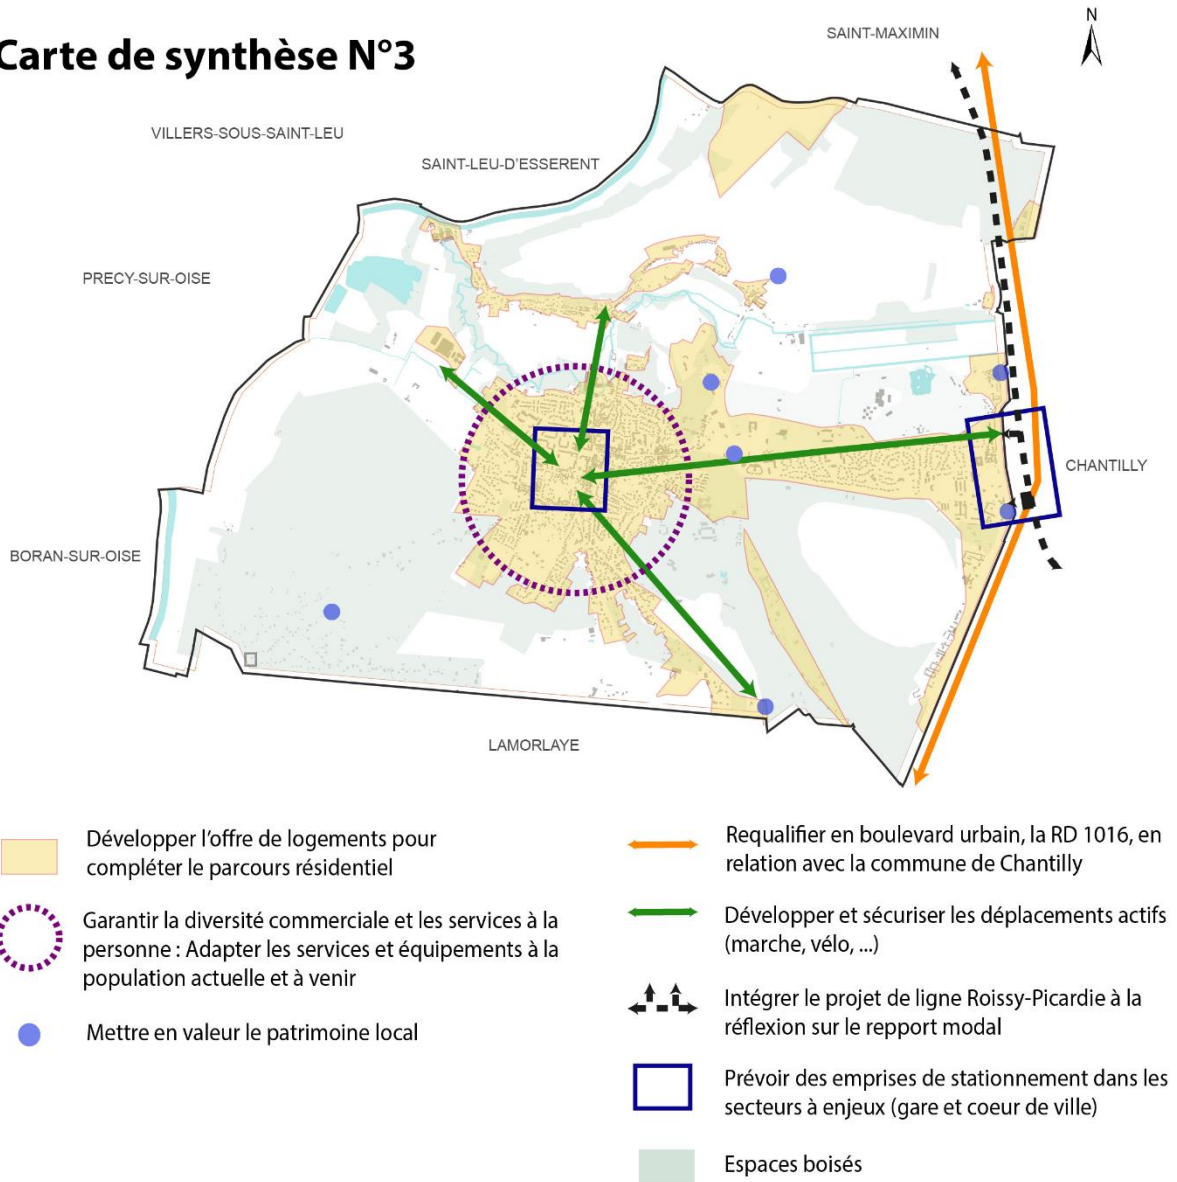 Carte de synthèse N°3
N
SAINT-MAXIMIN
VILLERS-SOUS-SAINT-LEU
SAINT-LEU-D'ESSERENT
PRECY-SUR-OISE
CHANTILLY
BORAN-SUR-OISE
LAMORLAYE
Développer l'offre de logements pour
compléter le parcours résidentiel
Garantir la diversité commerciale et les services à la
personne : Adapter les services et équipements à la
population actuelle et à venir
Mettre en valeur le patrimoine local
Requalifier en boulevard urbain, la RD 1016, en
relation avec la commune de Chantilly
Développer et sécuriser les déplacements actifs
(marche, vélo, ...)
Intégrer le projet de ligne Roissy-Picardie à la
réflexion sur le repport modal
Prévoir des emprises de stationnement dans les
secteurs à enjeux (gare et coeur de ville)
Espaces boisés